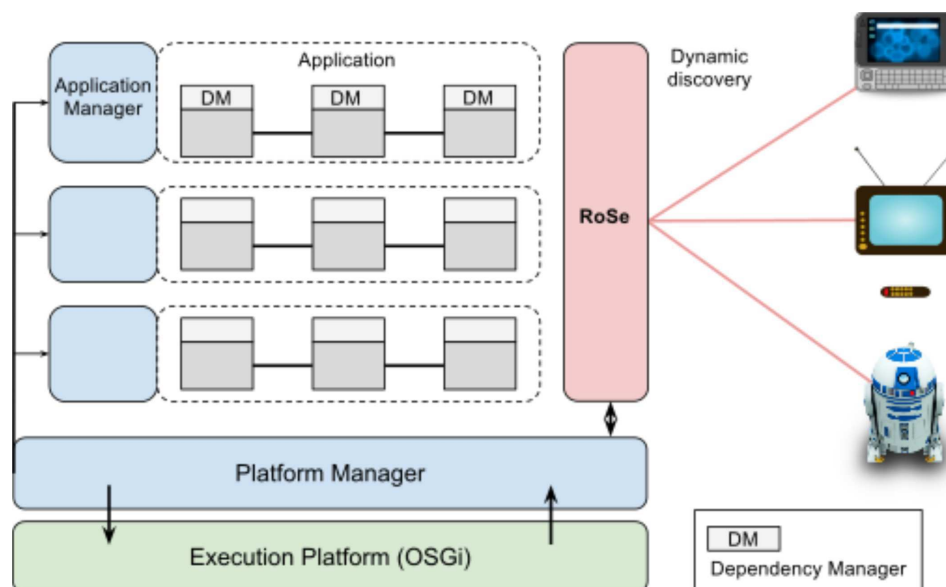 Application
Manager
Application
DM
DM
DM
RoSe
Dynamic
discovery
Platform Manager
Execution Platform (OSGi)
DM
Dependency Manager